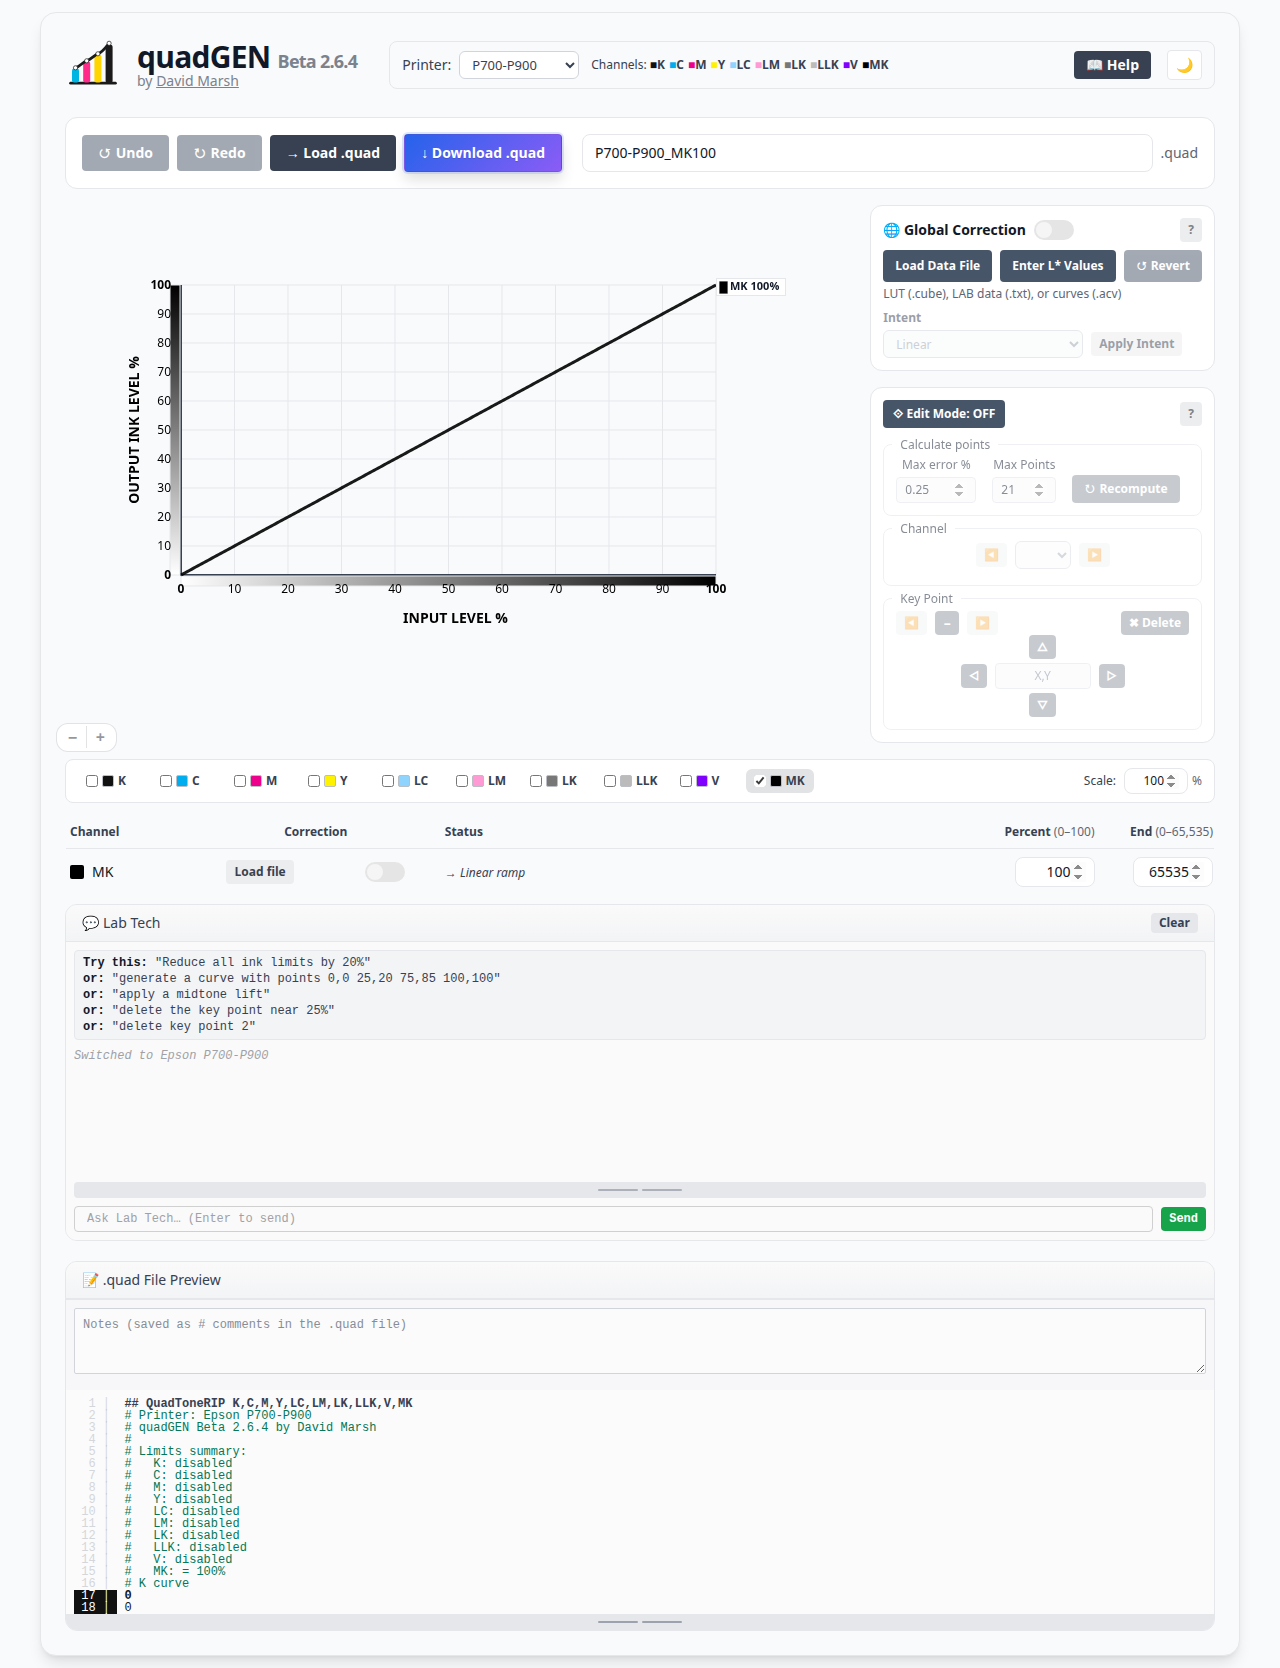 quadGEN Beta 2.6.4
by David Marsh
Printer: P700-P900 Channels: ■K ■C ■M ■Y ■LC ■LM ■LK ■LLK ■V ■MK
📖 Help 🌙
↺ Undo ↻ Redo → Load .quad ↓ Download .quad P700-P900_MK100 .quad
🌐 Global Correction ?
Load Data File Enter L* Values ↺ Revert
LUT (.cube), LAB data (.txt), or curves (.acv)
Intent
Linear Apply Intent
100
90
80
70
60
50
40
30
20
10
0
OUTPUT INK LEVEL %
MK 100%
0 10 20 30 40 50 60 70 80 90 100
INPUT LEVEL %
− +
⟐ Edit Mode: OFF ?
Calculate points
Max error % Max Points
0.25 21 ↻ Recompute
Channel
◀ ▶
Key Point
◀ – ▶ ✖ Delete
△
◁ X,Y ▷
▽
K C M Y LC LM LK LLK V MK Scale: 100 %
Channel Correction Status Percent (0–100) End (0–65,535)
MK Load file → Linear ramp 100 65535
💬 Lab Tech Clear
Try this: "Reduce all ink limits by 20%"
or: "generate a curve with points 0,0 25,20 75,85 100,100"
or: "apply a midtone lift"
or: "delete the key point near 25%"
or: "delete key point 2"
Switched to Epson P700-P900
Ask Lab Tech… (Enter to send) Send
📝 .quad File Preview
Notes (saved as # comments in the .quad file)
1 ## QuadToneRIP K,C,M,Y,LC,LM,LK,LLK,V,MK
2 # Printer: Epson P700-P900
3 # quadGEN Beta 2.6.4 by David Marsh
4 #
5 # Limits summary:
6 #   K: disabled
7 #   C: disabled
8 #   M: disabled
9 #   Y: disabled
10 #   LC: disabled
11 #   LM: disabled
12 #   LK: disabled
13 #   LLK: disabled
14 #   V: disabled
15 #   MK: = 100%
16 # K curve
17 0
18 0